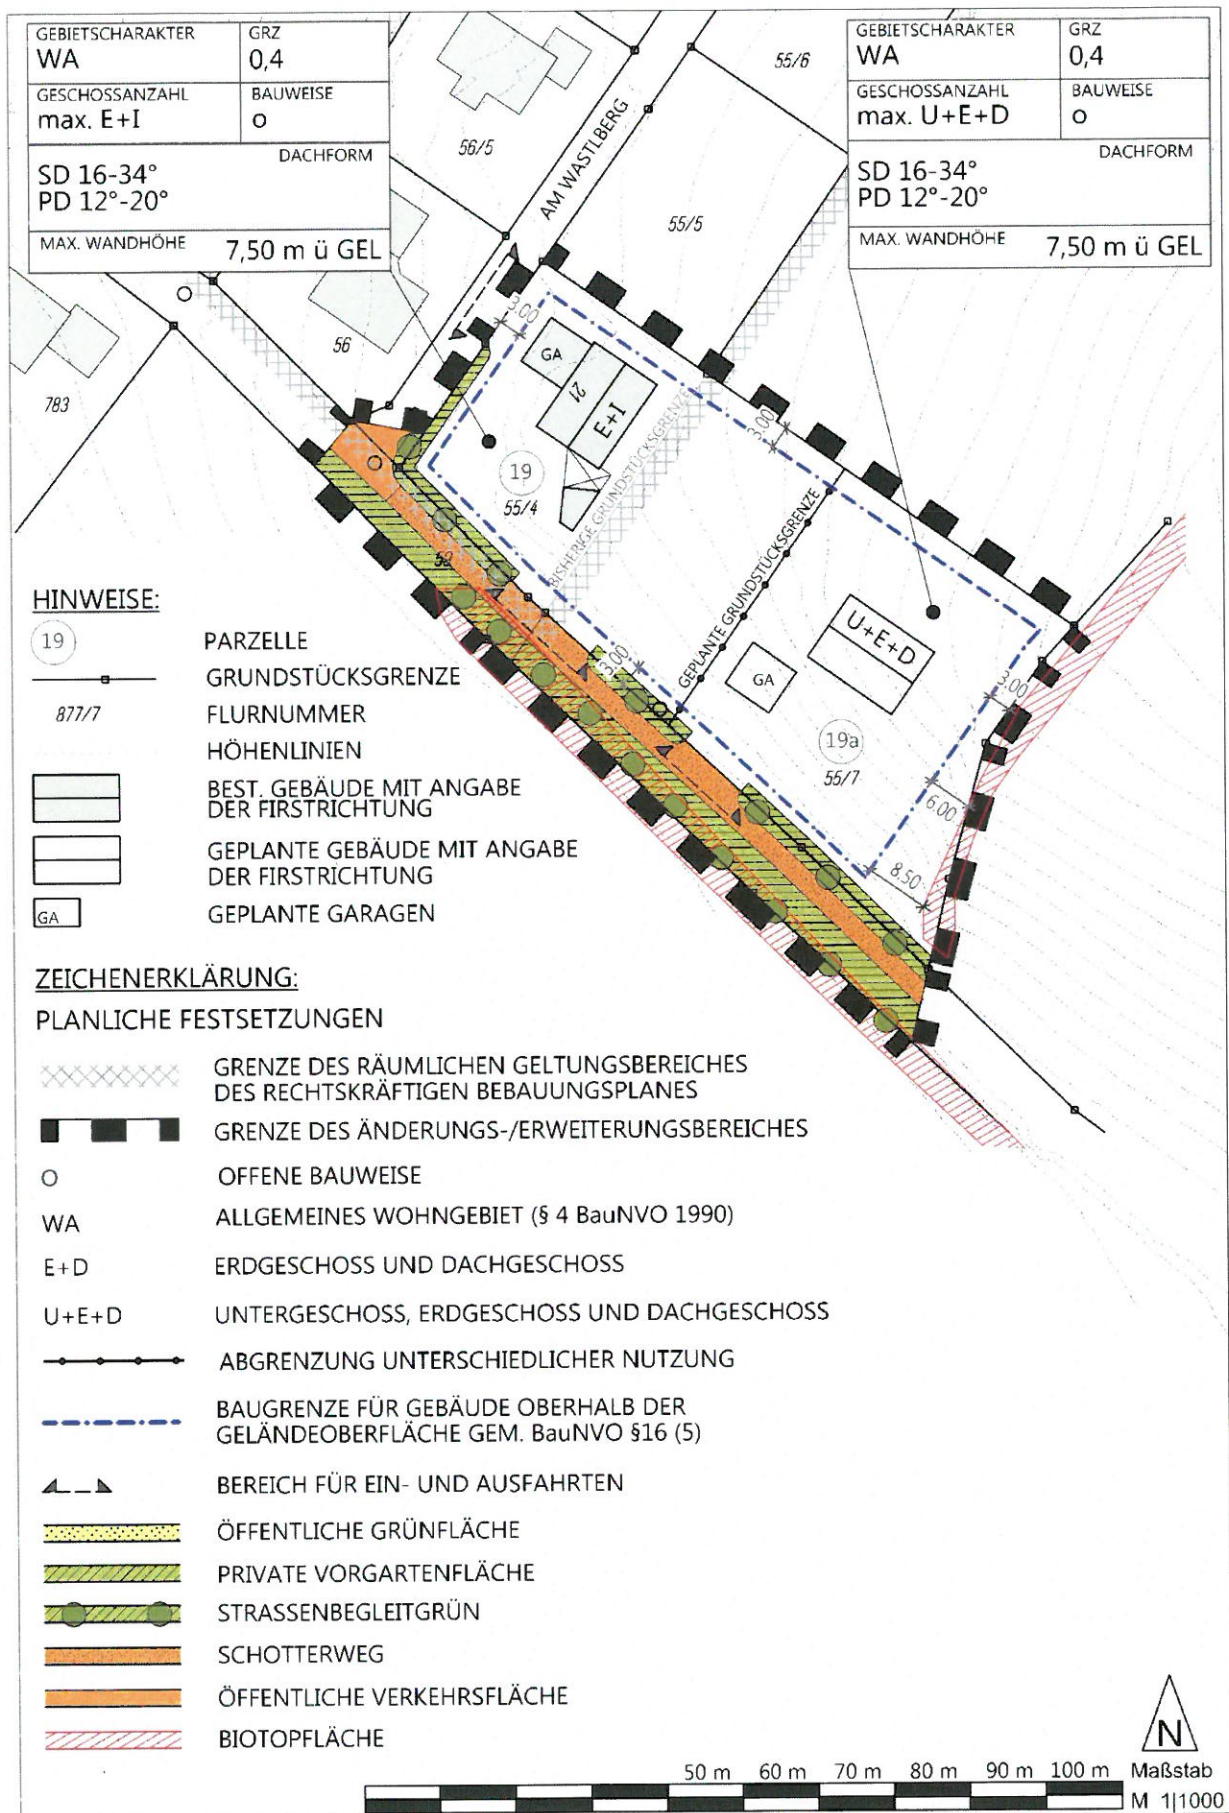 GEBIETSCHARAKTER
WA
GRZ
0,4
GESCHOSSANZAHL
max. E+I
BAUWEISE
o
DACHFORM
SD 16-34°
PD 12°-20°
MAX. WANDHÖHE 7,50 m ü GEL
GEBIETSCHARAKTER
WA
GRZ
0,4
GESCHOSSANZAHL
max. U+E+D
BAUWEISE
o
DACHFORM
SD 16-34°
PD 12°-20°
MAX. WANDHÖHE 7,50 m ü GEL
55/6
56/5
AM WASTLBERG
55/5
56
783
3.00
GA
21
E+I
19
55/4
BISHERIGE GRUNDSTÜCKSGRENZE
3.00
GEPLANTE GRUNDSTÜCKSGRENZE
3.00
U+E+D
GA
19a
55/7
3.00
6.00
8.50
HINWEISE:
19 PARZELLE
GRUNDSTÜCKSGRENZE
877/7 FLURNUMMER
HÖHENLINIEN
BEST. GEBÄUDE MIT ANGABE
DER FIRSTRICHTUNG
GEPLANTE GEBÄUDE MIT ANGABE
DER FIRSTRICHTUNG
GA GEPLANTE GARAGEN
ZEICHENERKLÄRUNG:
PLANLICHE FESTSETZUNGEN
GRENZE DES RÄUMLICHEN GELTUNGSBEREICHES
DES RECHTSKRÄFTIGEN BEBAUUNGSPLANES
GRENZE DES ÄNDERUNGS-/ERWEITERUNGSBEREICHES
O OFFENE BAUWEISE
WA ALLGEMEINES WOHNGEBIET (§ 4 BauNVO 1990)
E+D ERDGESCHOSS UND DACHGESCHOSS
U+E+D UNTERGESCHOSS, ERDGESCHOSS UND DACHGESCHOSS
ABGRENZUNG UNTERSCHIEDLICHER NUTZUNG
BAUGRENZE FÜR GEBÄUDE OBERHALB DER
GELÄNDEOBERFLÄCHE GEM. BauNVO §16 (5)
BEREICH FÜR EIN- UND AUSFAHRTEN
ÖFFENTLICHE GRÜNFLÄCHE
PRIVATE VORGARTENFLÄCHE
STRASSENBEGLEITGRÜN
SCHOTTERWEG
ÖFFENTLICHE VERKEHRSFLÄCHE
BIOTOPFLÄCHE
N
50 m 60 m 70 m 80 m 90 m 100 m
Maßstab
M 1|1000